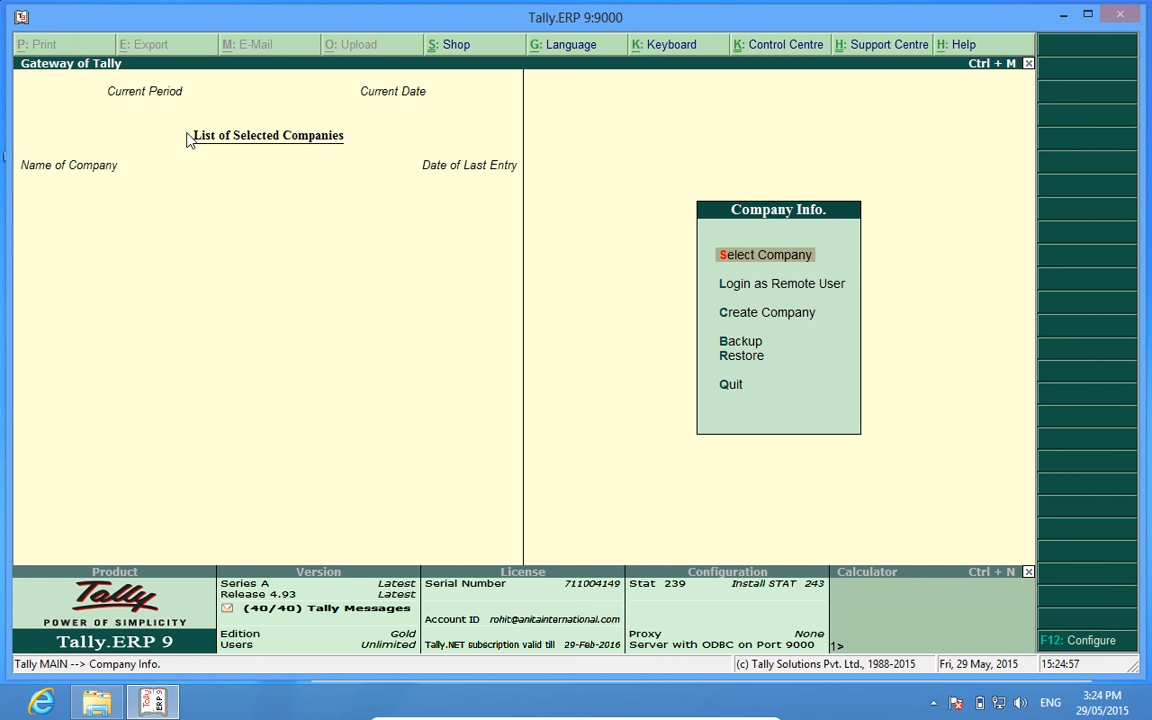 Tally.ERP 9:9000
P: Print E: Export M: E-Mail O: Upload S: Shop G: Language K: Keyboard K: Control Centre H: Support Centre H: Help
Gateway of Tally Ctrl + M
Current Period Current Date
List of Selected Companies
Name of Company Date of Last Entry
Company Info.
Select Company
Login as Remote User
Create Company
Backup
Restore
Quit
Product Version License Configuration Calculator Ctrl + N
Tally
POWER OF SIMPLICITY
Tally.ERP 9
Series A Latest
Release 4.93 Latest
(40/40) Tally Messages
Edition Gold
Users Unlimited
Serial Number 711004149
Account ID rohit@anitainternational.com
Tally.NET subscription valid till 29-Feb-2016
Stat 239 Install STAT 243
Proxy None
Server with ODBC on Port 9000
1>
F12: Configure
Tally MAIN --> Company Info. (c) Tally Solutions Pvt. Ltd., 1988-2015 Fri, 29 May, 2015 15:24:57
Tally ERP 9
ENG
3:24 PM
29/05/2015